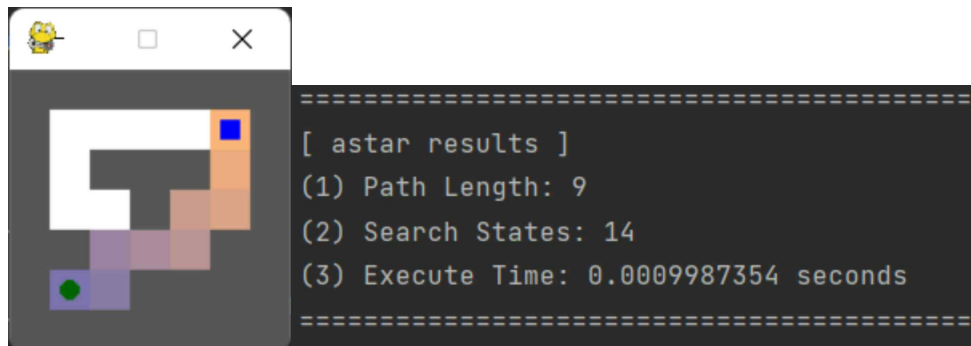 ============================================
[ astar results ]
(1) Path Length: 9
(2) Search States: 14
(3) Execute Time: 0.0009987354 seconds
============================================